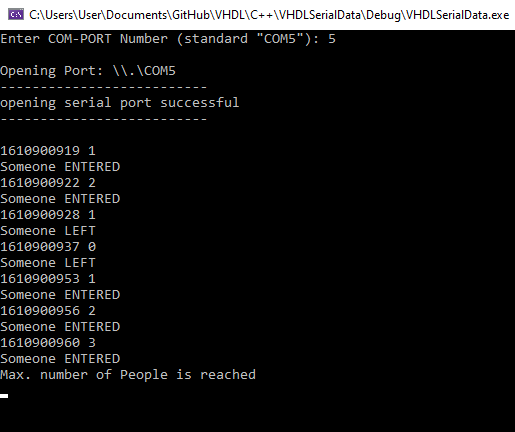 C:\Users\User\Documents\GitHub\VHDL\C++\VHDLSerialData\Debug\VHDLSerialData.exe
Enter COM-PORT Number (standard "COM5"): 5
Opening Port: \\.\COM5
--------------------------
opening serial port successful
--------------------------
1610900919 1
Someone ENTERED
1610900922 2
Someone ENTERED
1610900928 1
Someone LEFT
1610900937 0
Someone LEFT
1610900953 1
Someone ENTERED
1610900956 2
Someone ENTERED
1610900960 3
Someone ENTERED
Max. number of People is reached